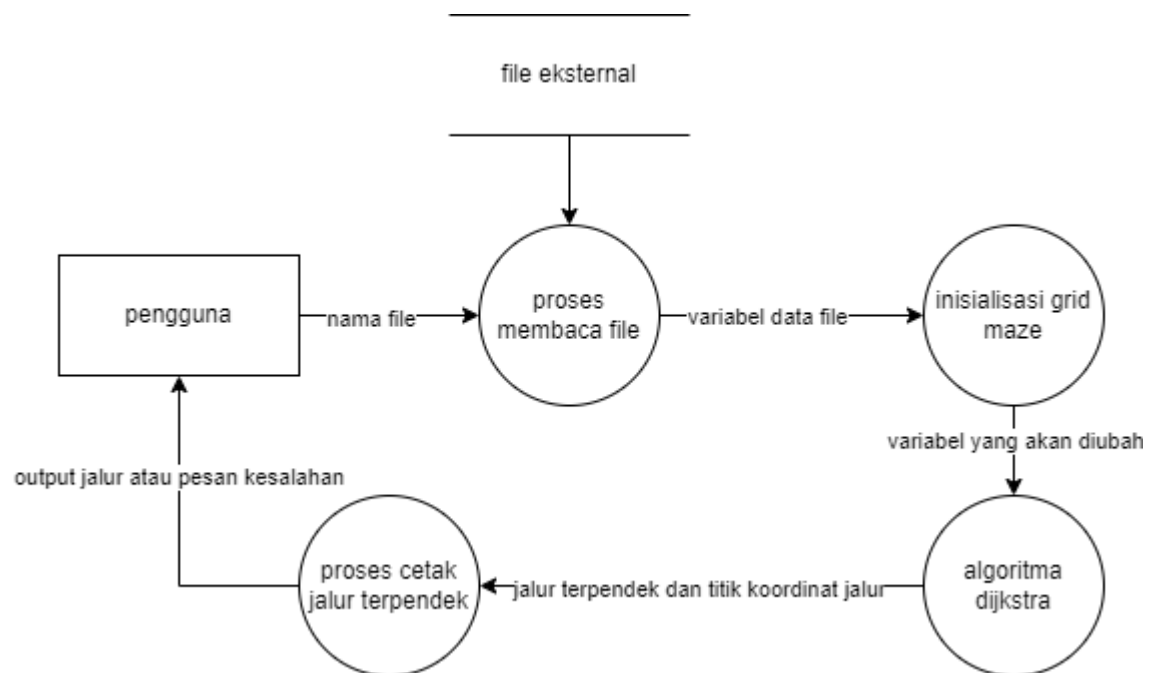 file eksternal
pengguna
nama file
proses
membaca file
variabel data file
inisialisasi grid
maze
variabel yang akan diubah
output jalur atau pesan kesalahan
proses cetak
jalur terpendek
jalur terpendek dan titik koordinat jalur
algoritma
dijkstra